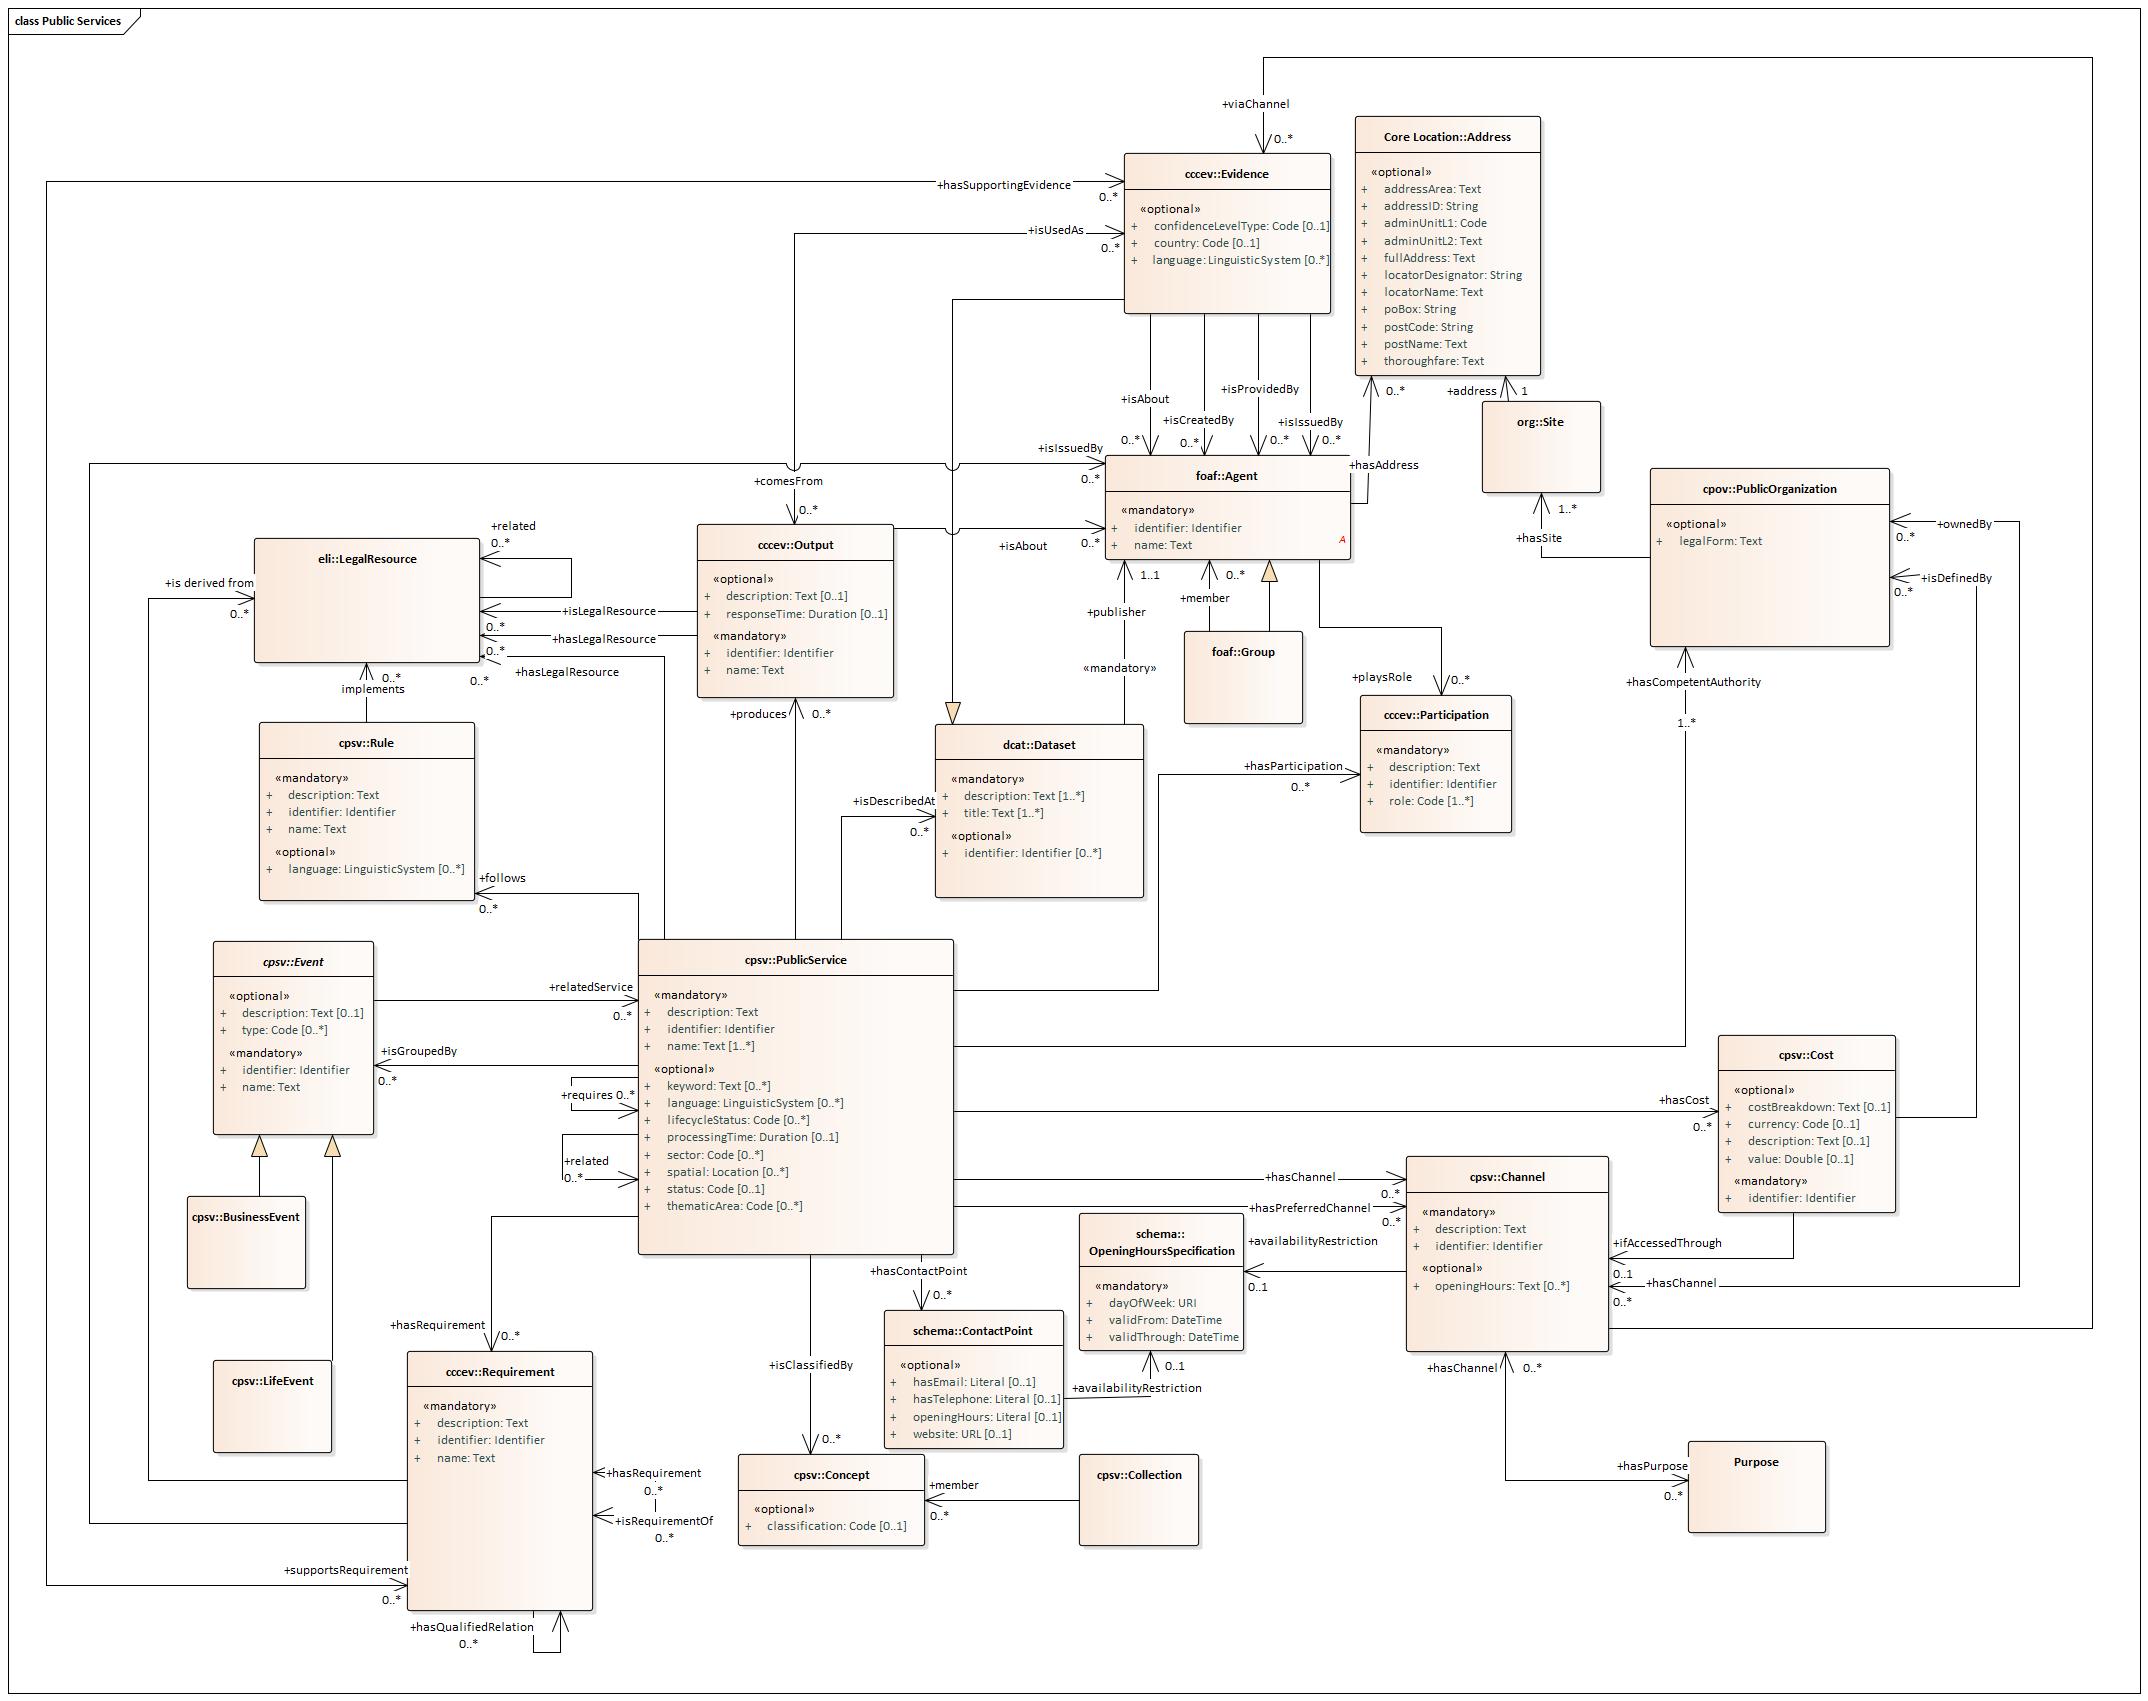 class Public Services
+viaChannel
0..*
cccev::Evidence
«optional»
+ confidenceLevelType: Code [0..1]
+ country: Code [0..1]
+ language: LinguisticSystem [0..*]
+hasSupportingEvidence
0..*
+isUsedAs
0..*
Core Location::Address
«optional»
+ addressArea: Text
+ addressID: String
+ adminUnitL1: Code
+ adminUnitL2: Text
+ fullAddress: Text
+ locatorDesignator: String
+ locatorName: Text
+ poBox: String
+ postCode: String
+ postName: Text
+ thoroughfare: Text
0..*
+address
1
org::Site
+isAbout
0..*
+isCreatedBy
0..*
+isProvidedBy
0..*
+isIssuedBy
0..*
+hasAddress
+isIssuedBy
0..*
foaf::Agent
«mandatory»
+ identifier: Identifier
+ name: Text
A
cpov::PublicOrganization
«optional»
+ legalForm: Text
1..*
+hasSite
+ownedBy
0..*
+isDefinedBy
0..*
+comesFrom
0..*
+isAbout
0..*
cccev::Output
«optional»
+ description: Text [0..1]
+ responseTime: Duration [0..1]
«mandatory»
+ identifier: Identifier
+ name: Text
+related
0..*
eli::LegalResource
+is derived from
0..*
+isLegalResource
0..*
+hasLegalResource
0..*
+hasLegalResource
0..*
0..*
implements
1..1
+publisher
«mandatory»
0..*
+member
foaf::Group
+playsRole
0..*
+hasCompetentAuthority
1..*
cccev::Participation
«mandatory»
+ description: Text
+ identifier: Identifier
+ role: Code [1..*]
+produces
0..*
cpsv::Rule
«mandatory»
+ description: Text
+ identifier: Identifier
+ name: Text
«optional»
+ language: LinguisticSystem [0..*]
dcat::Dataset
«mandatory»
+ description: Text [1..*]
+ title: Text [1..*]
«optional»
+ identifier: Identifier [0..*]
+hasParticipation
0..*
+isDescribedAt
0..*
+follows
0..*
cpsv::Event
«optional»
+ description: Text [0..1]
+ type: Code [0..*]
«mandatory»
+ identifier: Identifier
+ name: Text
+relatedService
0..*
+isGroupedBy
0..*
+requires 0..*
+related
0..*
cpsv::PublicService
«mandatory»
+ description: Text
+ identifier: Identifier
+ name: Text [1..*]
«optional»
+ keyword: Text [0..*]
+ language: LinguisticSystem [0..*]
+ lifecycleStatus: Code [0..*]
+ processingTime: Duration [0..1]
+ sector: Code [0..*]
+ spatial: Location [0..*]
+ status: Code [0..1]
+ thematicArea: Code [0..*]
cpsv::Cost
«optional»
+ costBreakdown: Text [0..1]
+ currency: Code [0..1]
+ description: Text [0..1]
+ value: Double [0..1]
«mandatory»
+ identifier: Identifier
+hasCost
0..*
+hasChannel
0..*
+hasPreferredChannel
0..*
cpsv::Channel
«mandatory»
+ description: Text
+ identifier: Identifier
«optional»
+ openingHours: Text [0..*]
+availabilityRestriction
0..1
+ifAccessedThrough
0..1
+hasChannel
0..*
schema::
OpeningHoursSpecification
«mandatory»
+ dayOfWeek: URI
+ validFrom: DateTime
+ validThrough: DateTime
cpsv::BusinessEvent
cpsv::LifeEvent
+hasContactPoint
0..*
schema::ContactPoint
«optional»
+ hasEmail: Literal [0..1]
+ hasTelephone: Literal [0..1]
+ openingHours: Literal [0..1]
+ website: URL [0..1]
0..1
+availabilityRestriction
+hasRequirement
0..*
cccev::Requirement
«mandatory»
+ description: Text
+ identifier: Identifier
+ name: Text
+isClassifiedBy
0..*
+hasChannel
0..*
+hasRequirement
0..*
+isRequirementOf
0..*
cpsv::Concept
«optional»
+ classification: Code [0..1]
+member
0..*
cpsv::Collection
+hasPurpose
0..*
Purpose
+supportsRequirement
0..*
+hasQualifiedRelation
0..*